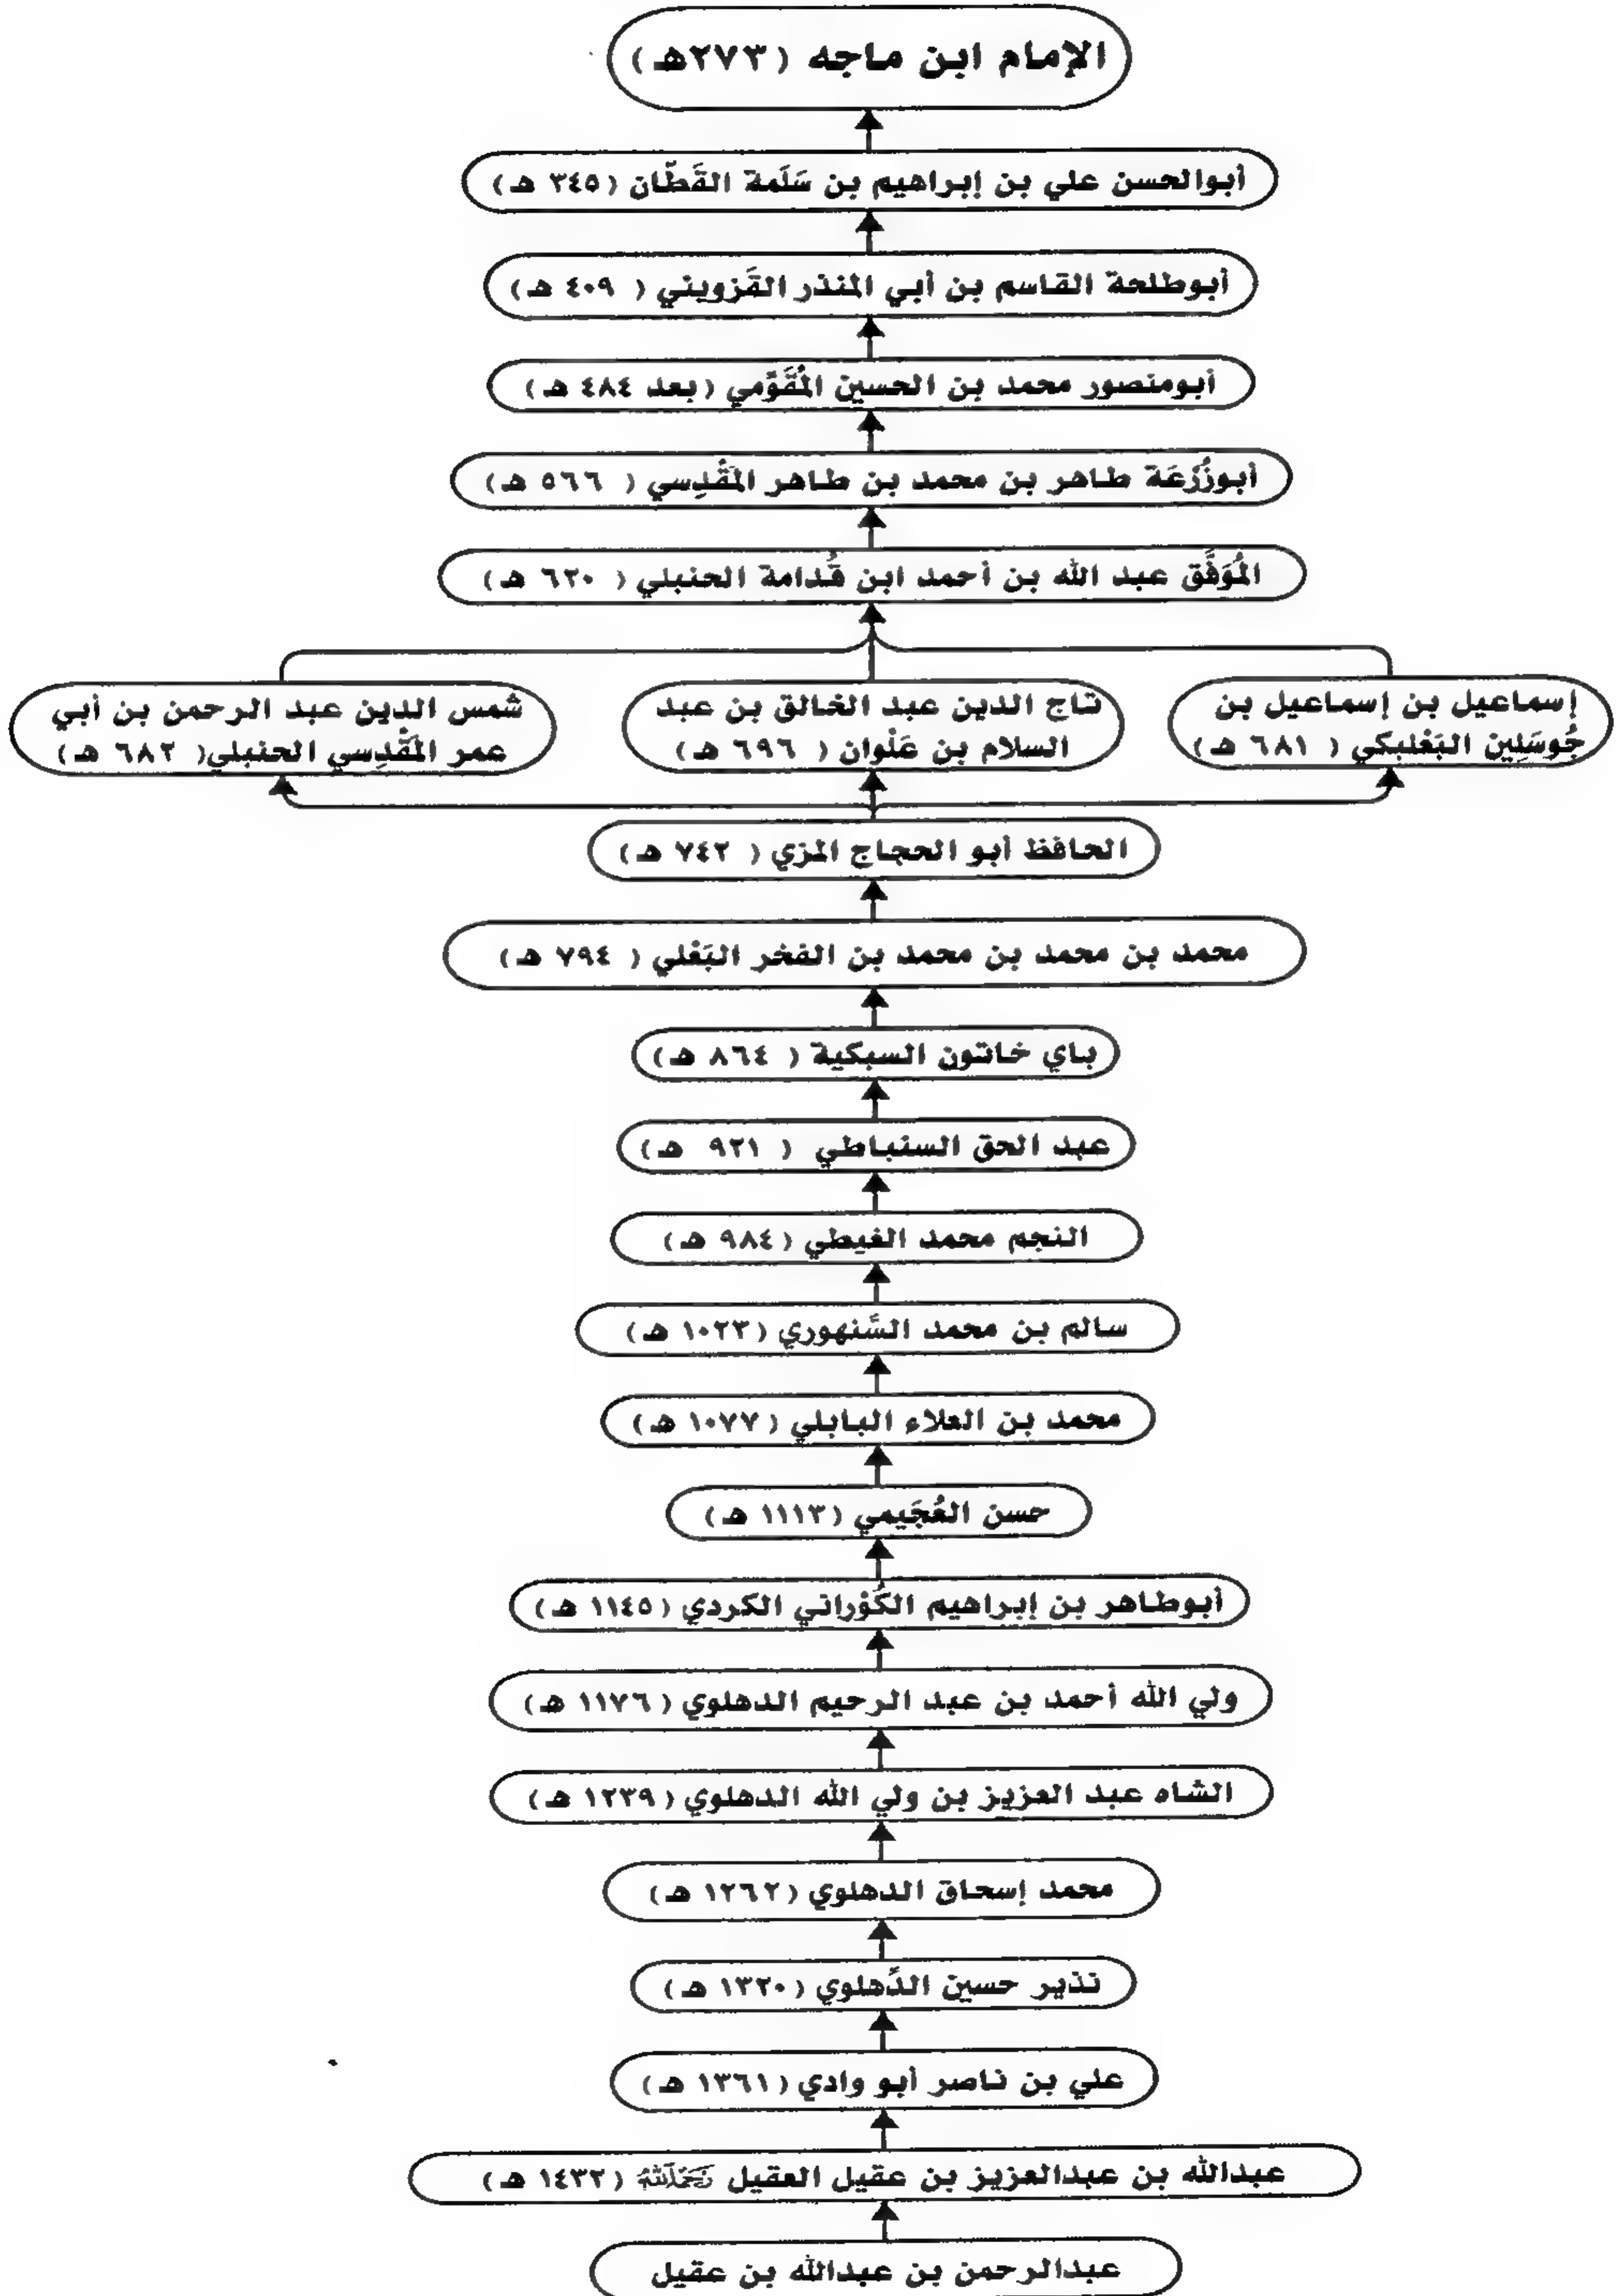 الإمام ابن ماجه (٢٧٣هـ)
أبوالحسن علي بن إبراهيم بن سَلَمة القَطَّان (٣٤٥ هـ)
أبوطلحة القاسم بن أبي المنذر القَزويني ( ٤٠٩ هـ)
أبومنصور محمد بن الحسين المُقَوِّمي (بعد ٤٨٤ هـ)
أبوزُرْعَة طاهر بن محمد بن طاهر المَقْدِسي ( ٥٦٦ هـ)
المُوَفَّق عبد الله بن أحمد ابن قُدامة الحنبلي ( ٦٢٠ هـ)
إسماعيل بن إسماعيل بن
جُوسَلِين البَعْلبكي ( ٦٨١ هـ)
تاج الدين عبد الخالق بن عبد
السلام بن عَلْوان ( ٦٩٦ هـ)
شمس الدين عبد الرحمن بن أبي
عمر المَقْدِسي الحنبلي( ٦٨٢ هـ)
الحافظ أبو الحجاج المزي ( ٧٤٢ هـ)
محمد بن محمد بن محمد بن الفخر البَعْلي ( ٧٩٤ هـ)
باي خاتون السبكية ( ٨٦٤ هـ)
عبد الحق السنباطي ( ٩٣١ هـ)
النجم محمد الغيطي (٩٨٤ هـ)
سالم بن محمد السَّنهوري (١٠٢٣ هـ)
محمد بن العلاء البابلي (١٠٧٧ هـ)
حسن العُجَيمي (١١١٣ هـ)
أبوطاهر بن إبراهيم الكُوْراني الكردي (١١٤٥ هـ)
ولي الله أحمد بن عبد الرحيم الدهلوي (١١٧٦ هـ)
الشاه عبد العزيز بن ولي الله الدهلوي (١٢٣٩ هـ)
محمد إسحاق الدهلوي (١٢٦٢ هـ)
نذير حسين الدِّهلوي (١٣٢٠ هـ)
علي بن ناصر أبو وادي (١٣٦١ هـ)
عبدالله بن عبدالعزيز بن عقيل العقيل رَحِمَهُ اللَّهُ (١٤٣٢ هـ)
عبدالرحمن بن عبدالله بن عقيل